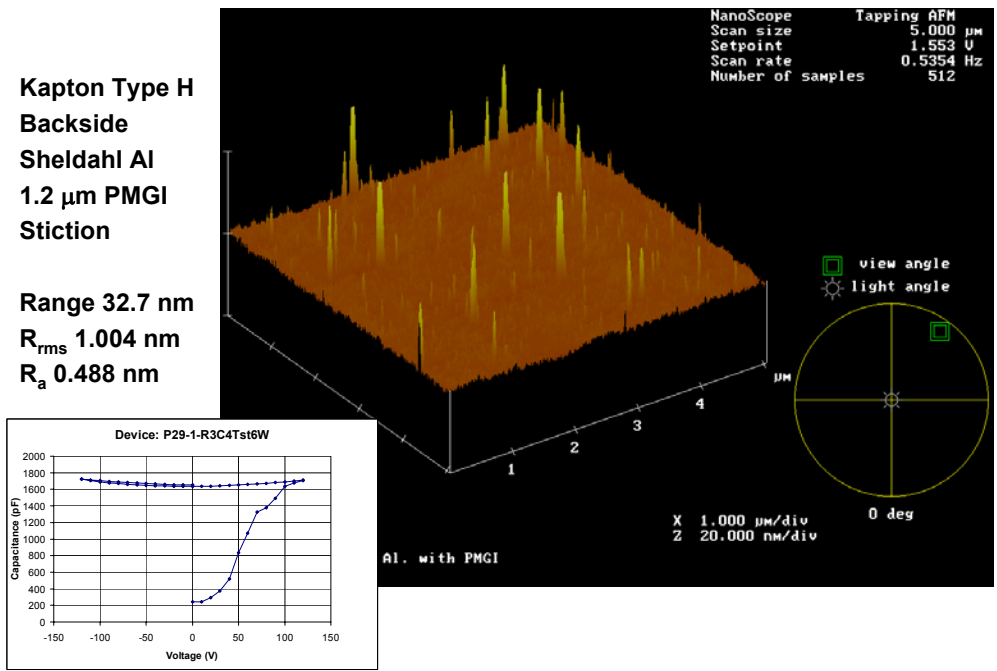 Kapton Type H
Backside
Sheldahl Al
1.2 μm PMGI
Stiction
Range 32.7 nm
Rrms 1.004 nm
Ra 0.488 nm
NanoScope Tapping AFM
Scan size 5.000 μm
Setpoint 1.553 V
Scan rate 0.5354 Hz
Number of samples 512
view angle
light angle
μm
4
3
2
1
0 deg
X 1.000 μm/div
Z 20.000 nm/div
Al. with PMGI
Device: P29-1-R3C4Tst6W
Capacitance (pF)
2000
1800
1600
1400
1200
1000
800
600
400
200
0
-150 -100 -50 0 50 100 150
Voltage (V)